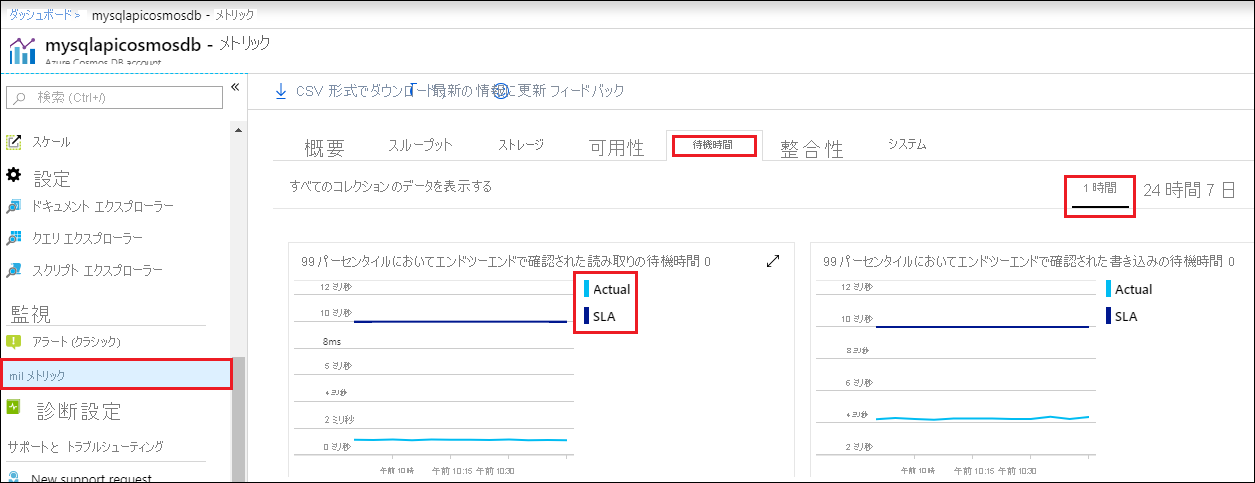 ダッシュボード > mysqlapicosmosdb - メトリック
mysqlapicosmosdb - メトリック
Azure Cosmos DB account
検索 (Ctrl+/)
スケール
設定
ドキュメント エクスプローラー
クエリ エクスプローラー
スクリプト エクスプローラー
監視
アラート (クラシック)
mil メトリック
診断設定
サポートと トラブルシューティング
New support request
CSV 形式でダウンロード 最新の情報に更新 フィードバック
概要 スループット ストレージ 可用性 待機時間 整合性 システム
すべてのコレクションのデータを表示する
1 時間 24 時間 7 日
99 パーセンタイルにおいてエンドツーエンドで確認された読み取りの待機時間 0
12 ミリ秒
10 ミリ秒
8ms
5 ミリ秒
4 ミリ秒
2 ミリ秒
0 ミリ秒
午前 10時 午前 10:15 午前 10:30
Actual
SLA
99 パーセンタイルにおいてエンドツーエンドで確認された書き込みの待機時間 0
12 ミリ秒
10 ミリ秒
8 ミリ秒
6 ミリ秒
4 ミリ秒
2 ミリ秒
午前 10時 午前 10:15 午前 10:30
Actual
SLA